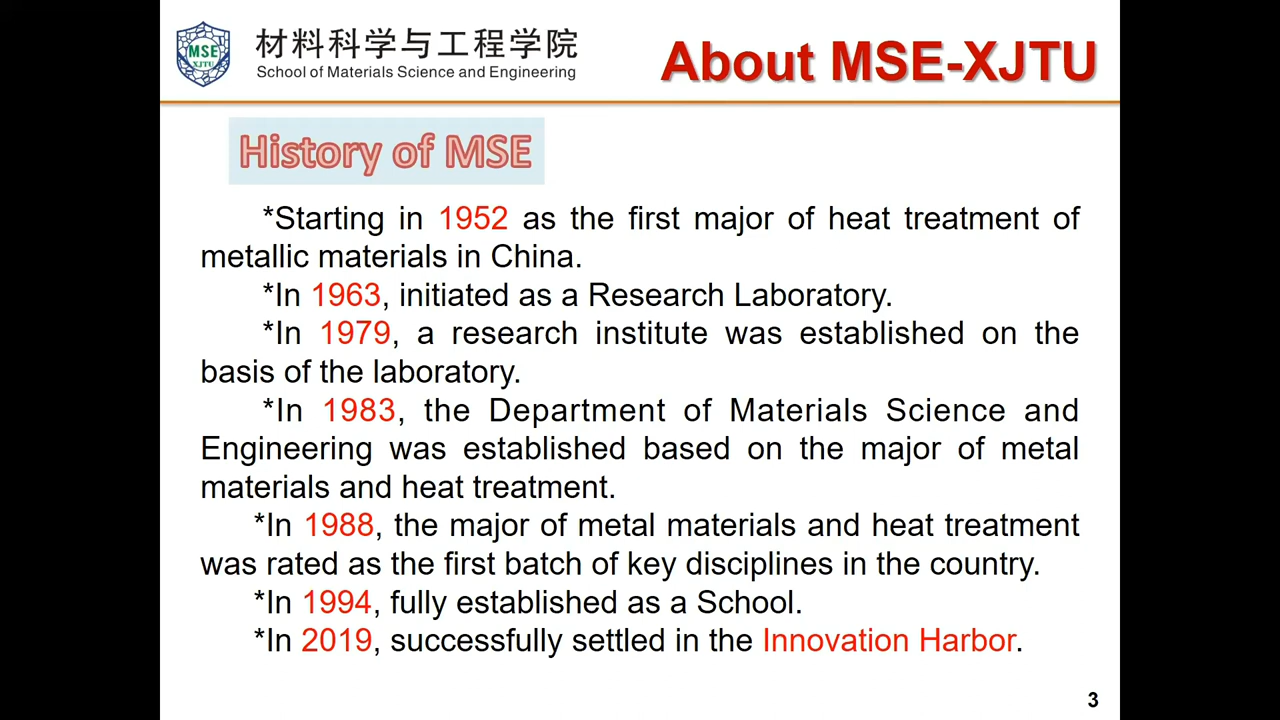 MSE
XJTU
材料科学与工程学院
School of Materials Science and Engineering
About MSE-XJTU
History of MSE
*Starting in 1952 as the first major of heat treatment of
metallic materials in China.
*In 1963, initiated as a Research Laboratory.
*In 1979, a research institute was established on the
basis of the laboratory.
*In 1983, the Department of Materials Science and
Engineering was established based on the major of metal
materials and heat treatment.
*In 1988, the major of metal materials and heat treatment
was rated as the first batch of key disciplines in the country.
*In 1994, fully established as a School.
*In 2019, successfully settled in the Innovation Harbor.
3